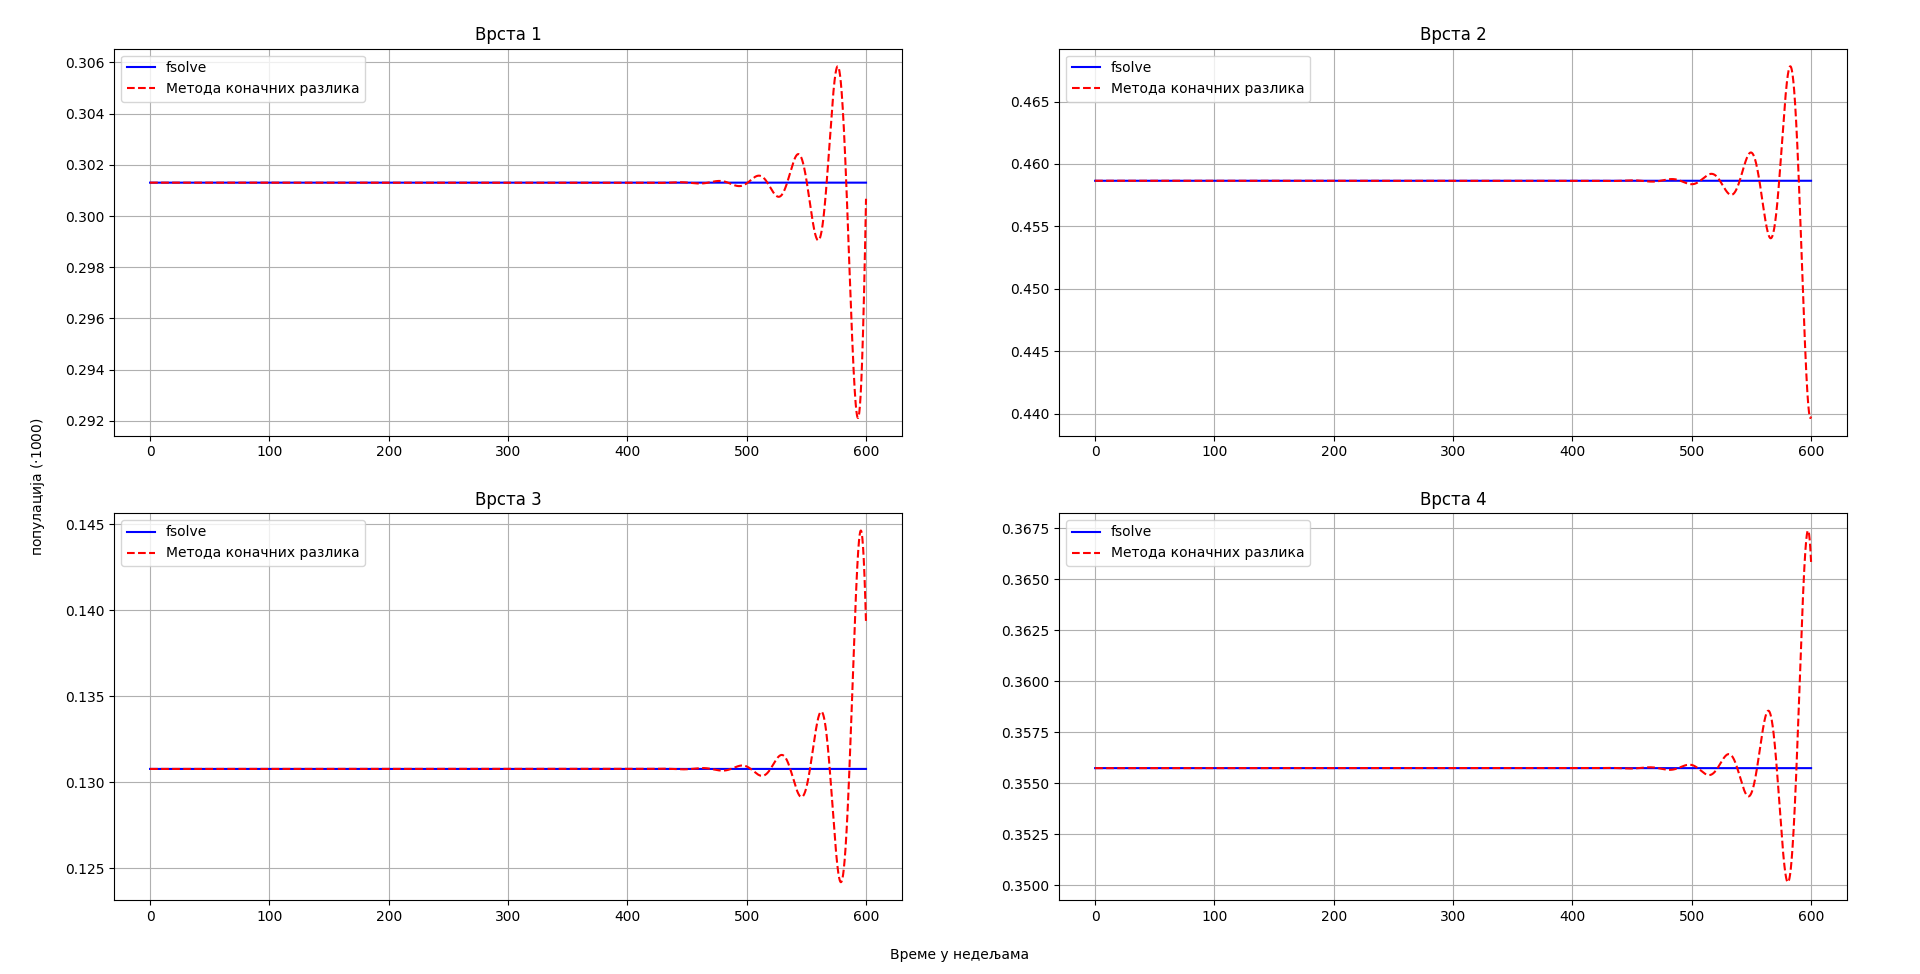 Врста 1
fsolve
Метода коначних разлика
0.306
0.304
0.302
0.300
0.298
0.296
0.294
0.292
0 100 200 300 400 500 600
Врста 2
fsolve
Метода коначних разлика
0.465
0.460
0.455
0.450
0.445
0.440
0 100 200 300 400 500 600
популација (·1000)
Врста 3
fsolve
Метода коначних разлика
0.145
0.140
0.135
0.130
0.125
0 100 200 300 400 500 600
Врста 4
fsolve
Метода коначних разлика
0.3675
0.3650
0.3625
0.3600
0.3575
0.3550
0.3525
0.3500
0 100 200 300 400 500 600
Време у недељама